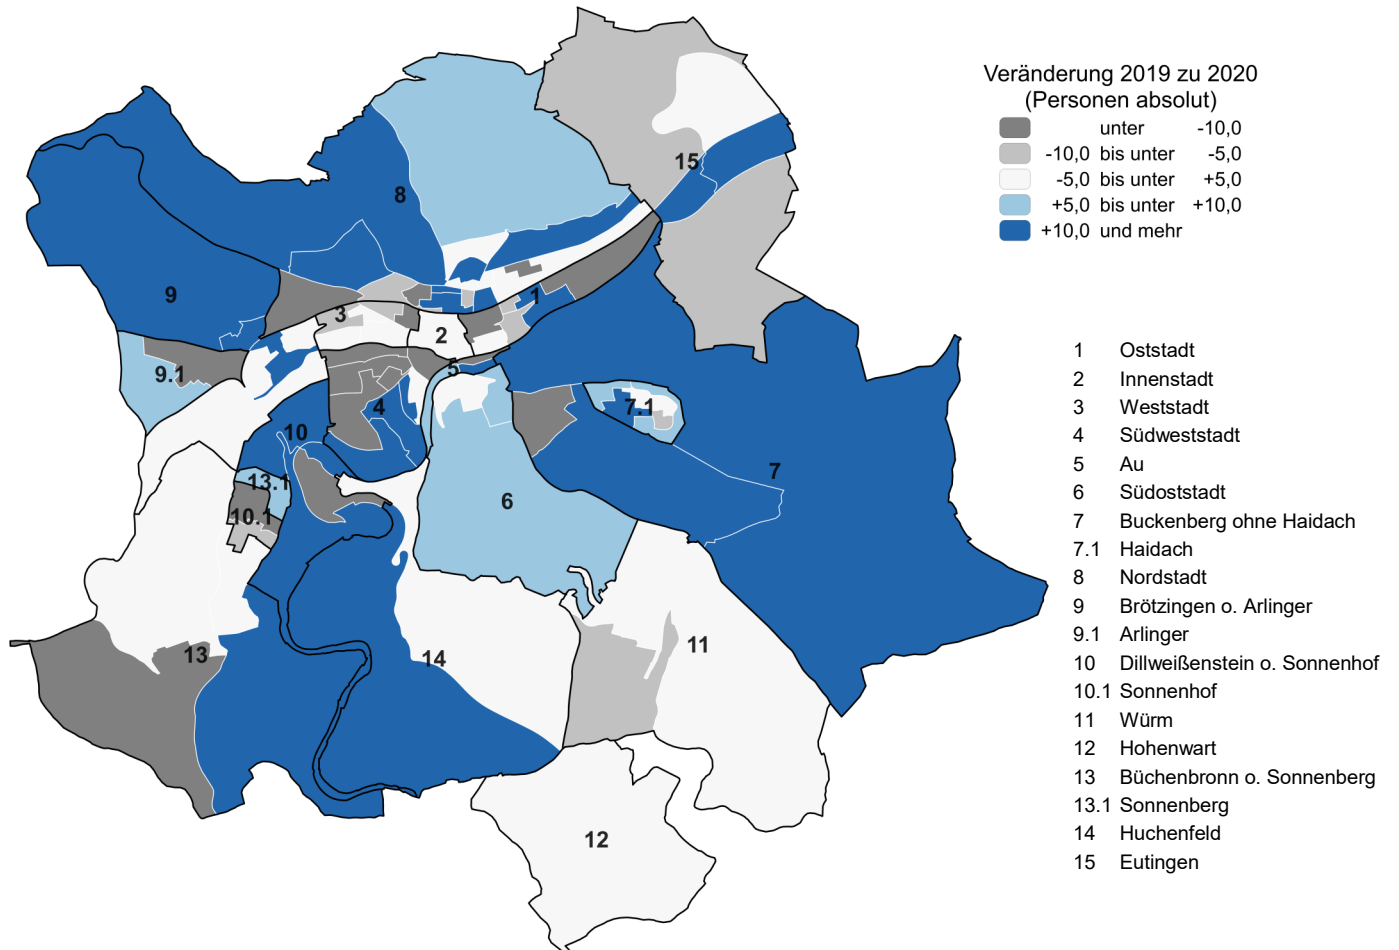 Veränderung 2019 zu 2020
(Personen absolut)
unter -10,0
-10,0 bis unter -5,0
-5,0 bis unter +5,0
+5,0 bis unter +10,0
+10,0 und mehr
15
8
9
1
3
2
9.1
5
4
7.1
10
7
13.1
6
10.1
11
13
14
12
1 Oststadt
2 Innenstadt
3 Weststadt
4 Südweststadt
5 Au
6 Südoststadt
7 Buckenberg ohne Haidach
7.1 Haidach
8 Nordstadt
9 Brötzingen o. Arlinger
9.1 Arlinger
10 Dillweißenstein o. Sonnenhof
10.1 Sonnenhof
11 Würm
12 Hohenwart
13 Büchenbronn o. Sonnenberg
13.1 Sonnenberg
14 Huchenfeld
15 Eutingen